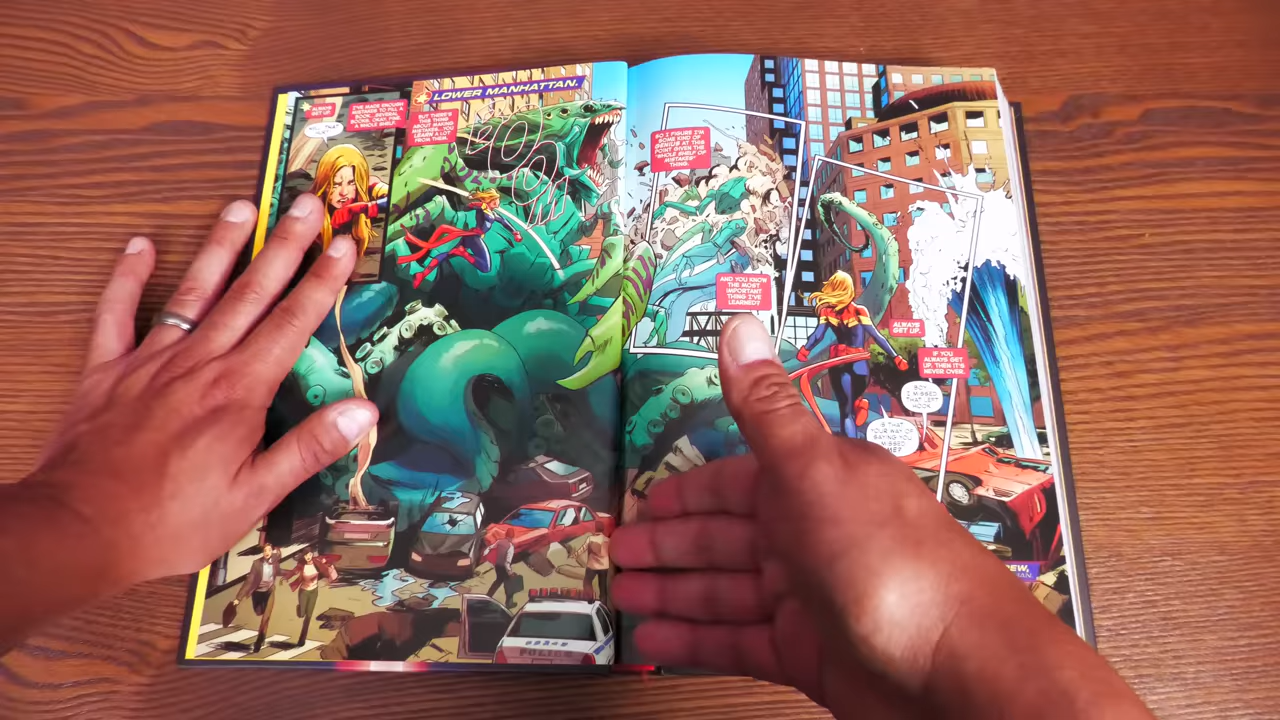 ALWAYS
GET UP.
I'VE MADE ENOUGH
MISTAKES TO FILL A
BOOK...SEVERAL
BOOKS. OKAY, FINE,
A WHOLE SHELF.
LOWER MANHATTAN.
BUT THERE'S
THIS THING
ABOUT MAKING
MISTAKES...YOU
LEARN A LOT
FROM THEM.
BOOM
SO I FIGURE I'M
SOME KIND OF
GENIUS AT THIS
POINT GIVEN THE
"WHOLE SHELF OF
MISTAKES"
THING.
AND YOU KNOW
THE MOST
IMPORTANT
THING I'VE
LEARNED?
ALWAYS
GET UP.
IF YOU
ALWAYS GET
UP, THEN IT'S
NEVER OVER.
BOY
I MISSED
THAT LEFT
HOOK.
IS THAT
YOUR WAY OF
SAYING YOU
MISSED
ME?
POLICE